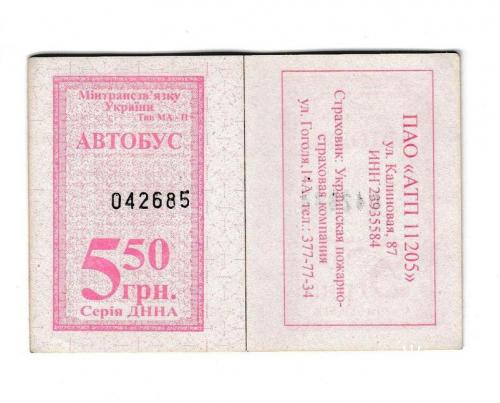 Мінтрансзв'язку
України
Тип МА - П
АВТОБУС
042685
5 50
грн.
Серія ДННА
ПАО «АТП 11205»
ул. Калиновая, 87
ИНН 23935584
Страховик: Украинская пожарно-
страховая компания
ул. Гоголя,14А, тел.: 377-77-34